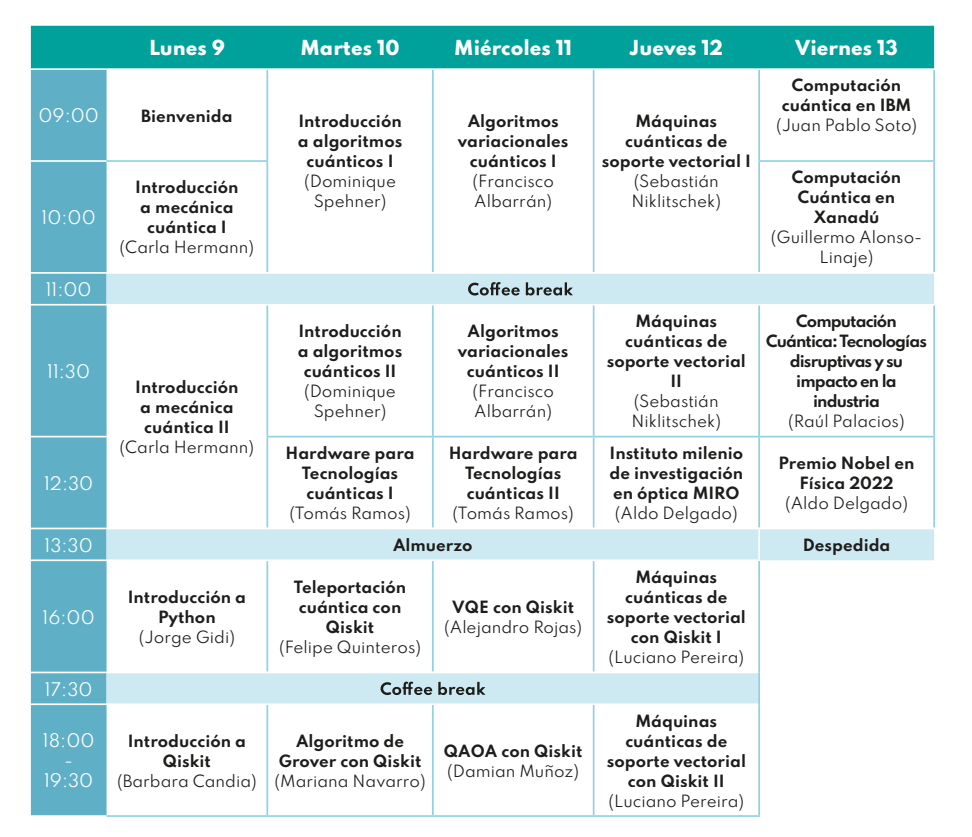 Lunes 9
Martes 10
Miércoles 11
Jueves 12
Viernes 13
09:00
Bienvenida
Introducción
a algoritmos
cuánticos I
(Dominique
Spehner)
Algoritmos
variacionales
cuánticos I
(Francisco
Albarrán)
Máquinas
cuánticas de
soporte vectorial I
(Sebastián
Niklitschek)
Computación
cuántica en IBM
(Juan Pablo Soto)
10:00
Introducción
a mecánica
cuántica I
(Carla Hermann)
Computación
Cuántica en
Xanadú
(Guillermo Alonso-
Linaje)
11:00
Coffee break
11:30
Introducción
a mecánica
cuántica II
(Carla Hermann)
Introducción
a algoritmos
cuánticos II
(Dominique
Spehner)
Algoritmos
variacionales
cuánticos II
(Francisco
Albarrán)
Máquinas
cuánticas de
soporte vectorial
II
(Sebastián
Niklitschek)
Computación
Cuántica: Tecnologías
disruptivas y su
impacto en la
industria
(Raúl Palacios)
12:30
Hardware para
Tecnologías
cuánticas I
(Tomás Ramos)
Hardware para
Tecnologías
cuánticas II
(Tomás Ramos)
Instituto milenio
de investigación
en óptica MIRO
(Aldo Delgado)
Premio Nobel en
Física 2022
(Aldo Delgado)
13:30
Almuerzo
Despedida
16:00
Introducción a
Python
(Jorge Gidi)
Teleportación
cuántica con
Qiskit
(Felipe Quinteros)
VQE con Qiskit
(Alejandro Rojas)
Máquinas
cuánticas de
soporte vectorial
con Qiskit I
(Luciano Pereira)
17:30
Coffee break
18:00
-
19:30
Introducción a
Qiskit
(Barbara Candia)
Algoritmo de
Grover con Qiskit
(Mariana Navarro)
QAOA con Qiskit
(Damian Muñoz)
Máquinas
cuánticas de
soporte vectorial
con Qiskit II
(Luciano Pereira)